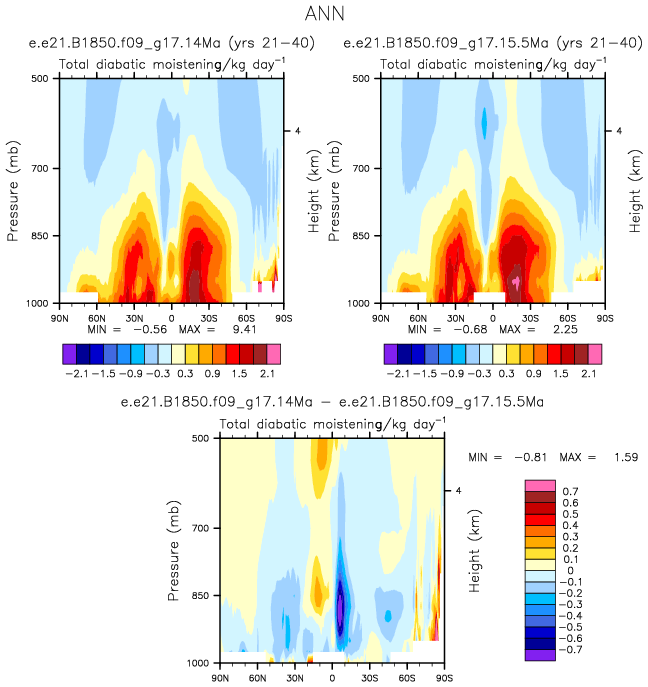 ANN
e.e21.B1850.f09_g17.14Ma (yrs 21-40)
e.e21.B1850.f09_g17.15.5Ma (yrs 21-40)
Total diabatic moistening/kg day⁻¹
Total diabatic moistening/kg day⁻¹
Pressure (mb)
500
700
850
1000
4
Height (km)
90N 60N 30N 0 30S 60S 90S
MIN = -0.56 MAX = 9.41
-2.1 -1.5 -0.9 -0.3 0.3 0.9 1.5 2.1
Pressure (mb)
500
700
850
1000
4
Height (km)
90N 60N 30N 0 30S 60S 90S
MIN = -0.68 MAX = 2.25
-2.1 -1.5 -0.9 -0.3 0.3 0.9 1.5 2.1
e.e21.B1850.f09_g17.14Ma - e.e21.B1850.f09_g17.15.5Ma
Total diabatic moistening/kg day⁻¹
Pressure (mb)
500
700
850
1000
4
Height (km)
90N 60N 30N 0 30S 60S 90S
MIN = -0.81 MAX = 1.59
0.7
0.6
0.5
0.4
0.3
0.2
0.1
0
-0.1
-0.2
-0.3
-0.4
-0.5
-0.6
-0.7